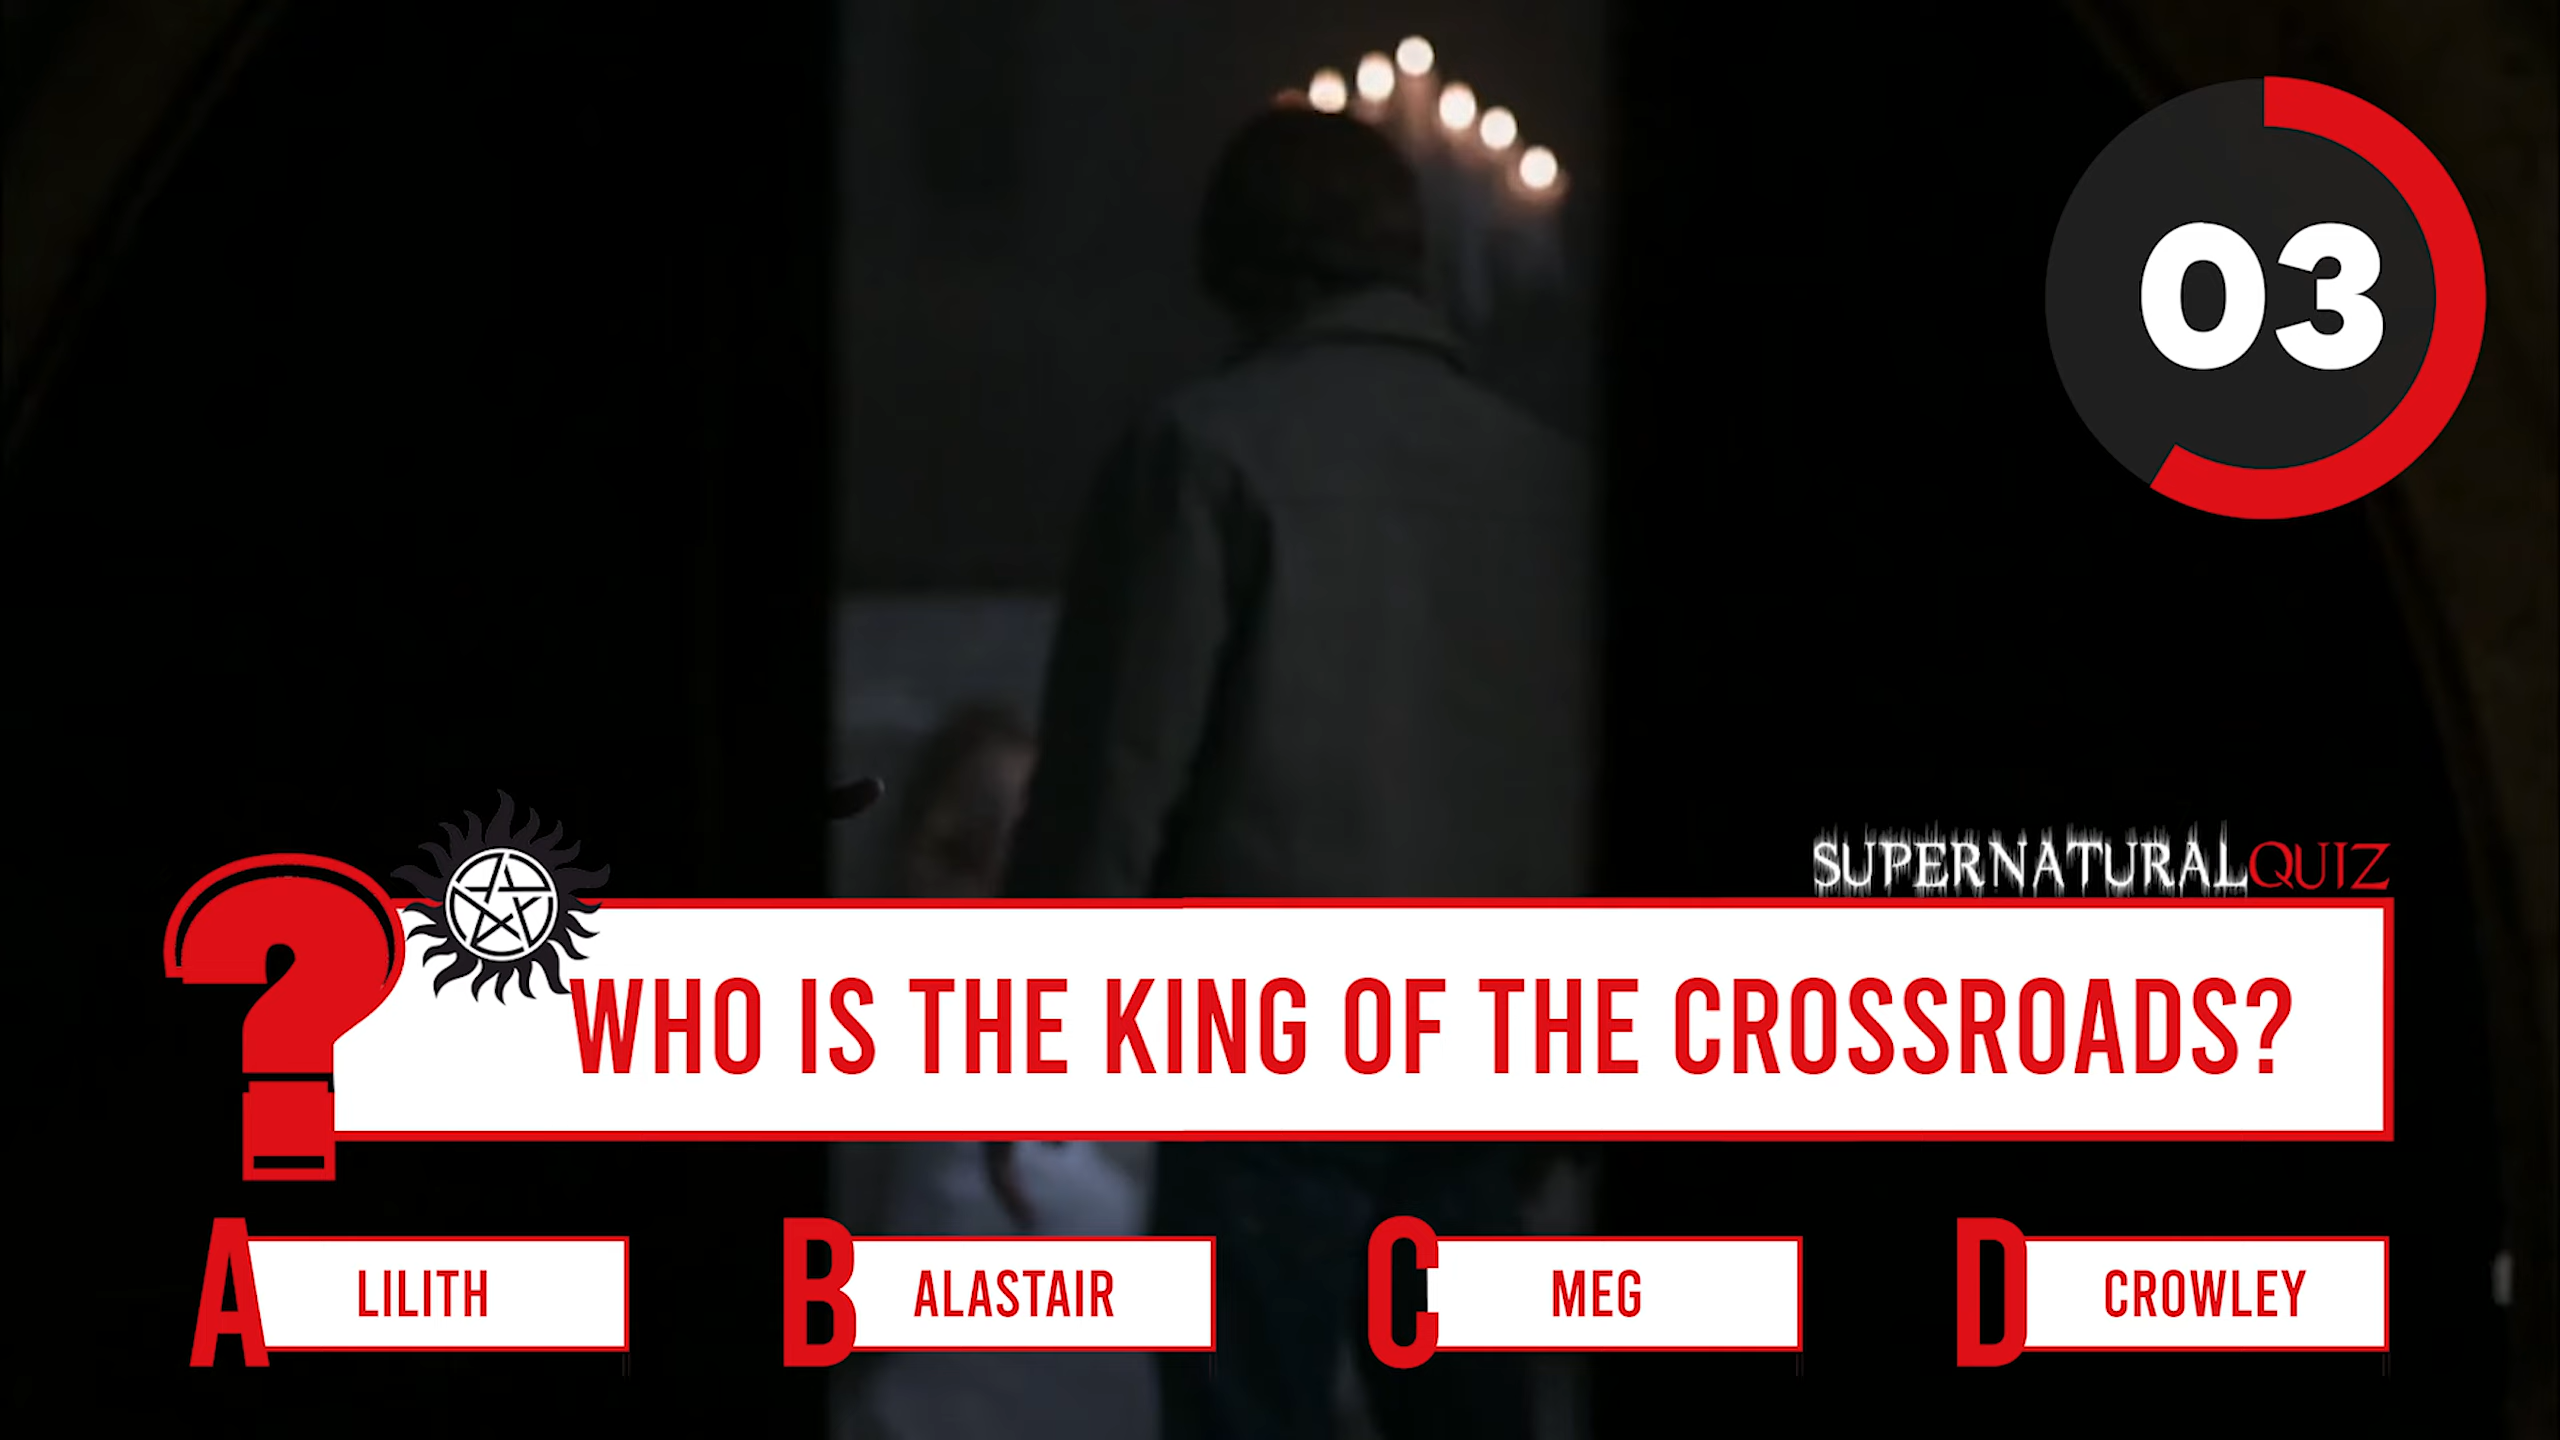 03
SUPERNATURALQUIZ
WHO IS THE KING OF THE CROSSROADS?
A LILITH
B ALASTAIR
C MEG
D CROWLEY